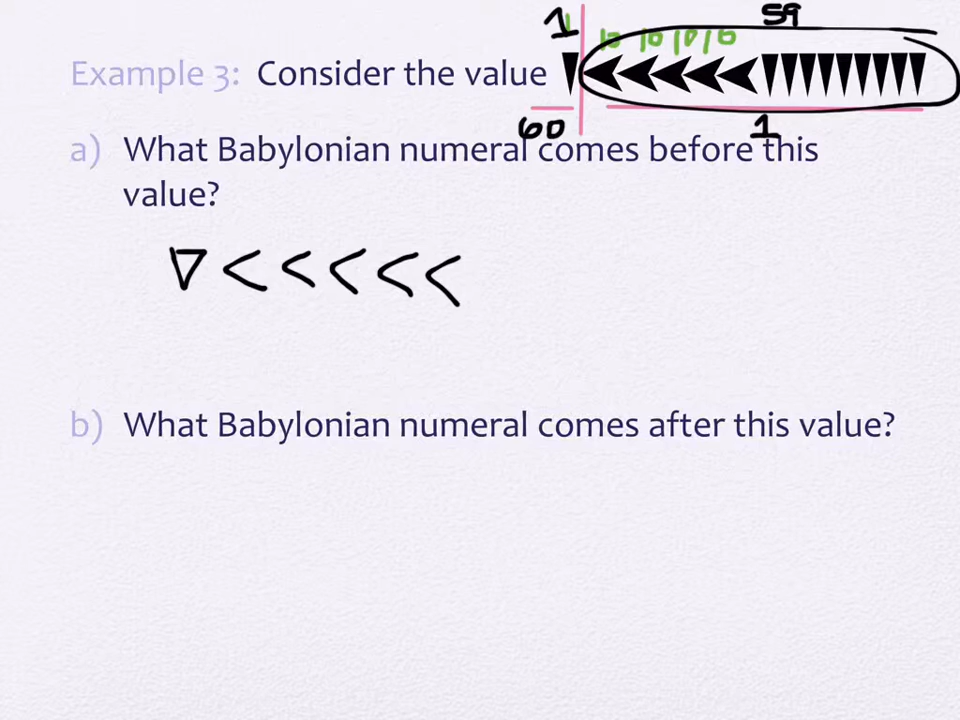 1 59
10 10 10 10
Example 3: Consider the value
60 1
a) What Babylonian numeral comes before this
value?
b) What Babylonian numeral comes after this value?